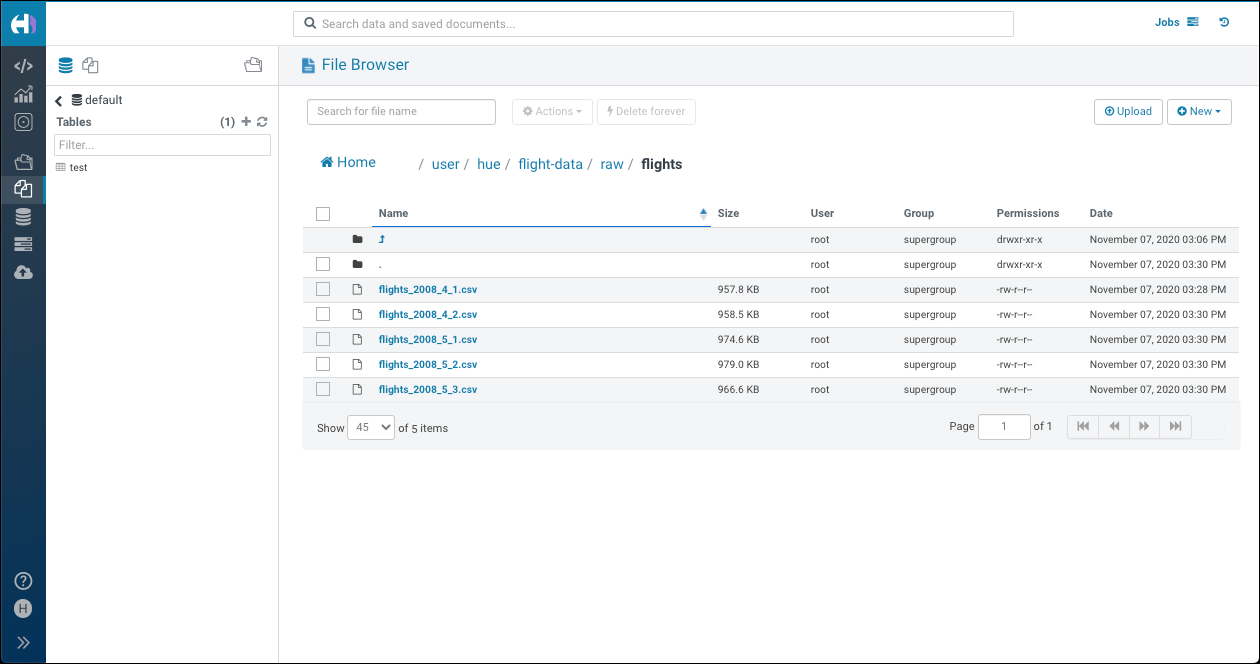 Search data and saved documents...
Jobs
File Browser
default
Tables (1)
Filter...
test
Search for file name
Actions
Delete forever
Upload
New
Home / user / hue / flight-data / raw / flights
Name Size User Group Permissions Date
root supergroup drwxr-xr-x November 07, 2020 03:06 PM
. root supergroup drwxr-xr-x November 07, 2020 03:30 PM
flights_2008_4_1.csv 957.8 KB root supergroup -rw-r--r-- November 07, 2020 03:28 PM
flights_2008_4_2.csv 958.5 KB root supergroup -rw-r--r-- November 07, 2020 03:30 PM
flights_2008_5_1.csv 974.6 KB root supergroup -rw-r--r-- November 07, 2020 03:30 PM
flights_2008_5_2.csv 979.0 KB root supergroup -rw-r--r-- November 07, 2020 03:30 PM
flights_2008_5_3.csv 966.6 KB root supergroup -rw-r--r-- November 07, 2020 03:30 PM
Show 45 of 5 items
Page 1 of 1
H